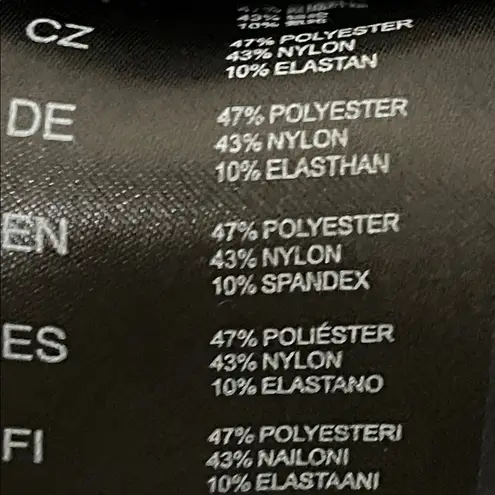 CZ
47% POLYESTER
43% NYLON
10% ELASTAN
DE
47% POLYESTER
43% NYLON
10% ELASTHAN
EN
47% POLYESTER
43% NYLON
10% SPANDEX
ES
47% POLIÉSTER
43% NYLON
10% ELASTANO
FI
47% POLYESTERI
43% NAILONI
10% ELASTAANI